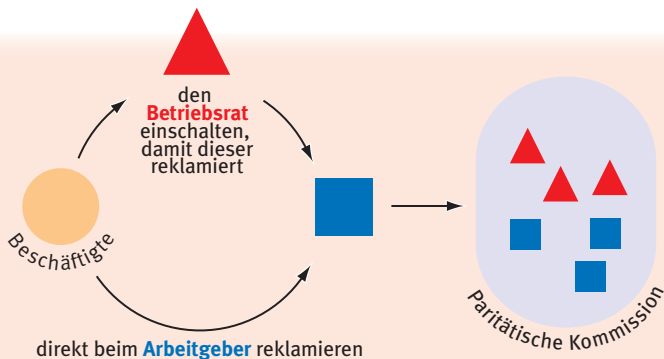 den
Betriebsrat
einschalten,
damit dieser
reklamiert
Beschäftigte
direkt beim Arbeitgeber reklamieren
Paritätische Kommission